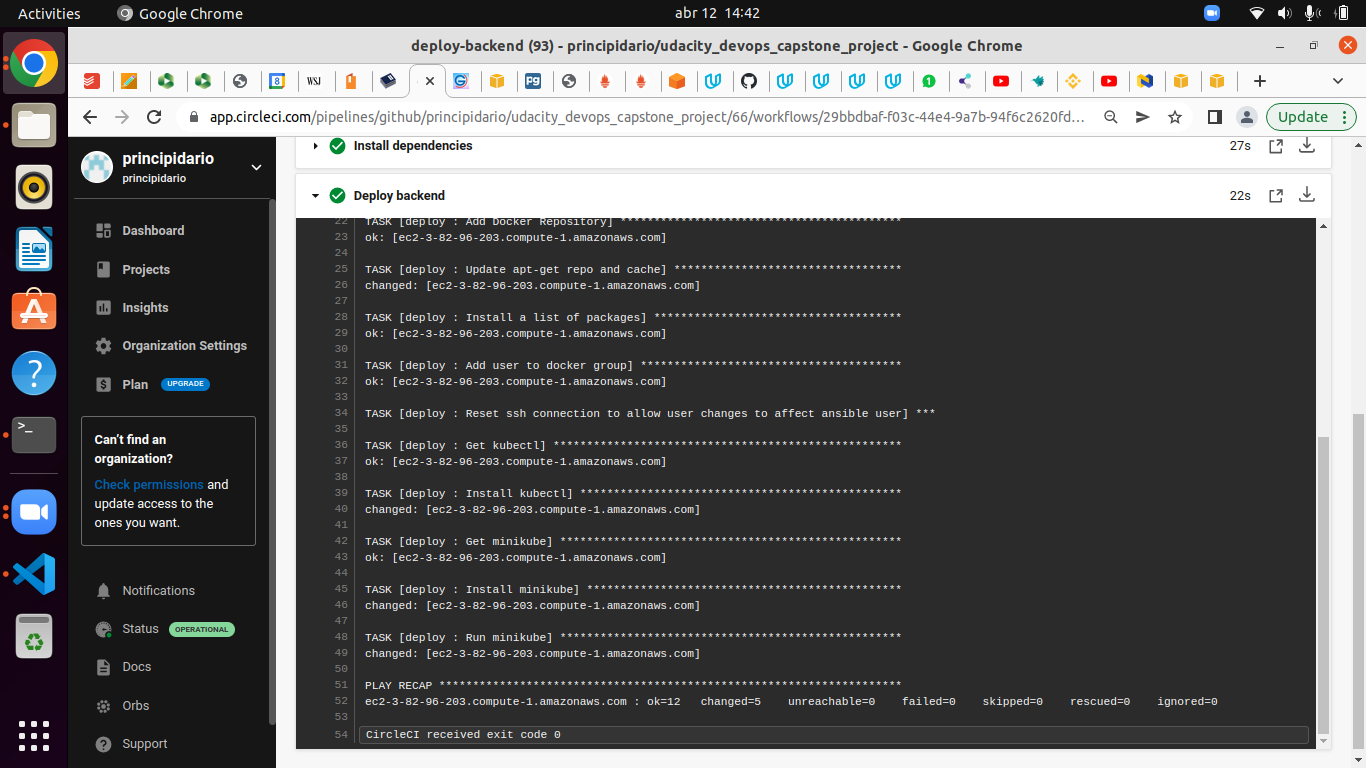 Activities
Google Chrome
abr 12 14:42
deploy-backend (93) - principidario/udacity_devops_capstone_project - Google Chrome
8
WSJ
pg
1
app.circleci.com/pipelines/github/principidario/udacity_devops_capstone_project/66/workflows/29bbdbaf-f03c-44e4-9a7b-94f6c2620fd...
Update
principidario
principidario
Dashboard
Projects
Insights
Organization Settings
Plan UPGRADE
Can't find an
organization?
Check permissions and
update access to the
ones you want.
Notifications
Status OPERATIONAL
Docs
Orbs
Support
Install dependencies 27s
Deploy backend 22s
22 TASK [deploy : Add Docker Repository] ******************************************
23 ok: [ec2-3-82-96-203.compute-1.amazonaws.com]
24
25 TASK [deploy : Update apt-get repo and cache] **********************************
26 changed: [ec2-3-82-96-203.compute-1.amazonaws.com]
27
28 TASK [deploy : Install a list of packages] *************************************
29 ok: [ec2-3-82-96-203.compute-1.amazonaws.com]
30
31 TASK [deploy : Add user to docker group] ***************************************
32 ok: [ec2-3-82-96-203.compute-1.amazonaws.com]
33
34 TASK [deploy : Reset ssh connection to allow user changes to affect ansible user] ***
35
36 TASK [deploy : Get kubectl] ****************************************************
37 ok: [ec2-3-82-96-203.compute-1.amazonaws.com]
38
39 TASK [deploy : Install kubectl] ************************************************
40 changed: [ec2-3-82-96-203.compute-1.amazonaws.com]
41
42 TASK [deploy : Get minikube] ***************************************************
43 ok: [ec2-3-82-96-203.compute-1.amazonaws.com]
44
45 TASK [deploy : Install minikube] ***********************************************
46 changed: [ec2-3-82-96-203.compute-1.amazonaws.com]
47
48 TASK [deploy : Run minikube] ***************************************************
49 changed: [ec2-3-82-96-203.compute-1.amazonaws.com]
50
51 PLAY RECAP *********************************************************************
52 ec2-3-82-96-203.compute-1.amazonaws.com : ok=12 changed=5 unreachable=0 failed=0 skipped=0 rescued=0 ignored=0
53
54 CircleCI received exit code 0